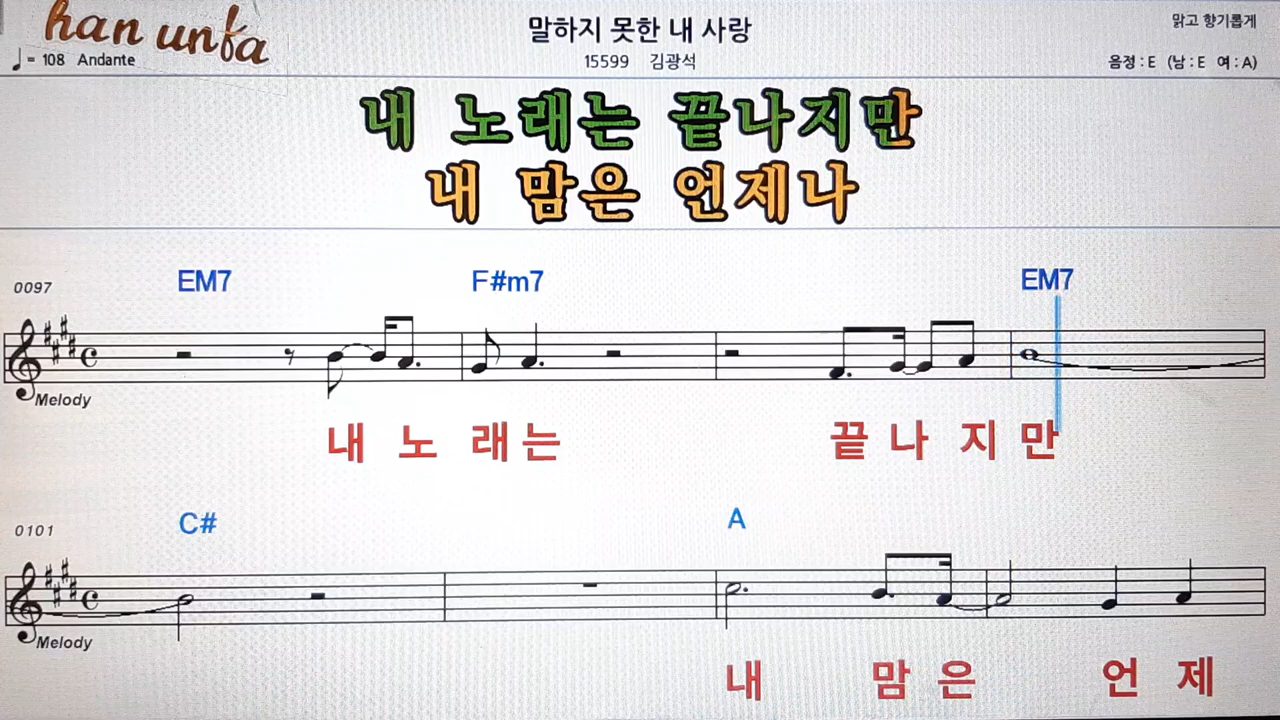 han unfa
말하지 못한 내 사랑
맑고 향기롭게
♩= 108 Andante
15599 김광석
음정 : E (남 : E 여 : A)
내 노래는 끝나지만
내 맘은 언제나
0097
EM7 F#m7 EM7
Melody
내 노 래 는 끝 나 지 만
0101
C# A
Melody
내 맘 은 언 제